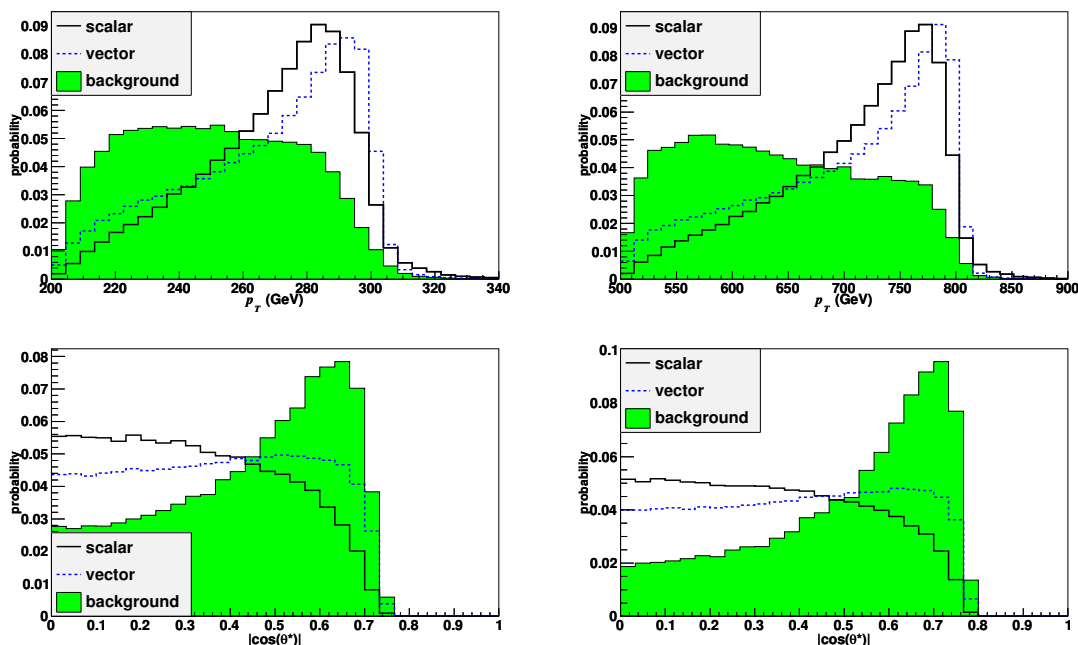 scalar
vector
background
probability
0.09
0.08
0.07
0.06
0.05
0.04
0.03
0.02
0.01
0
200 220 240 260 280 300 320 340
p_T (GeV)
scalar
vector
background
probability
0.09
0.08
0.07
0.06
0.05
0.04
0.03
0.02
0.01
0
500 550 600 650 700 750 800 850 900
p_T (GeV)
scalar
vector
background
probability
0.08
0.07
0.06
0.05
0.04
0.03
0.02
0.01
0
0 0.1 0.2 0.3 0.4 0.5 0.6 0.7 0.8 0.9 1
|cos(θ*)|
scalar
vector
background
probability
0.1
0.08
0.06
0.04
0.02
0
0 0.1 0.2 0.3 0.4 0.5 0.6 0.7 0.8 0.9 1
|cos(θ*)|